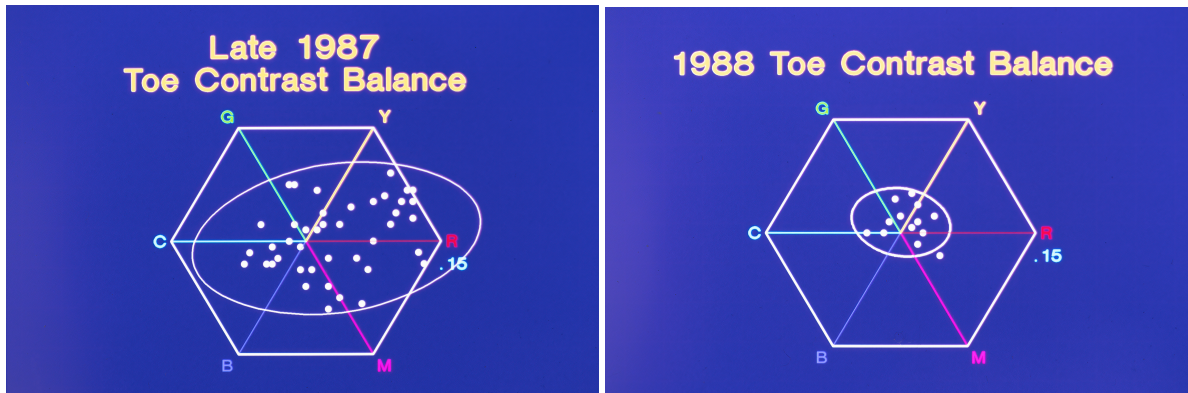 Late 1987
Toe Contrast Balance
G
Y
C
R
.15
B
M
1988 Toe Contrast Balance
G
Y
C
R
.15
B
M